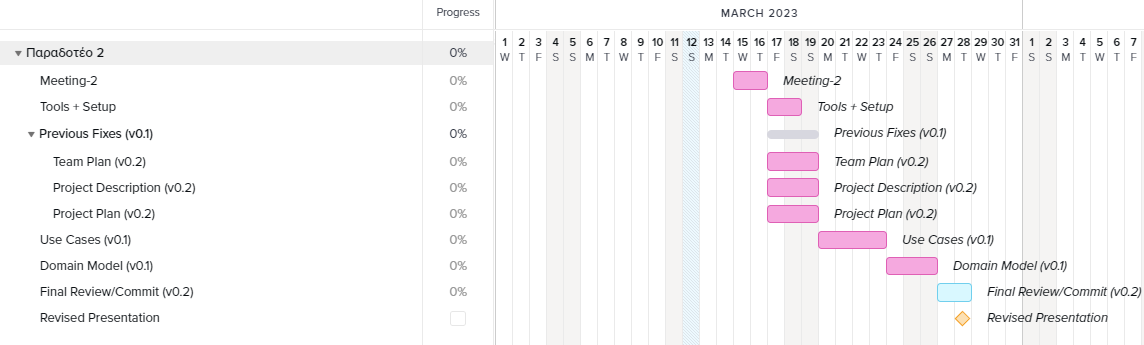 Progress
MARCH 2023
1 2 3 4 5 6 7 8 9 10 11 12 13 14 15 16 17 18 19 20 21 22 23 24 25 26 27 28 29 30 31 1 2 3 4 5 6 7
W T F S S M T W T F S S M T W T F S S M T W T F S S M T W T F S S M T W T F
Παραδοτέο 2 0%
Meeting-2 0% Meeting-2
Tools + Setup 0% Tools + Setup
Previous Fixes (v0.1) 0% Previous Fixes (v0.1)
Team Plan (v0.2) 0% Team Plan (v0.2)
Project Description (v0.2) 0% Project Description (v0.2)
Project Plan (v0.2) 0% Project Plan (v0.2)
Use Cases (v0.1) 0% Use Cases (v0.1)
Domain Model (v0.1) 0% Domain Model (v0.1)
Final Review/Commit (v0.2) 0% Final Review/Commit (v0.2)
Revised Presentation Revised Presentation